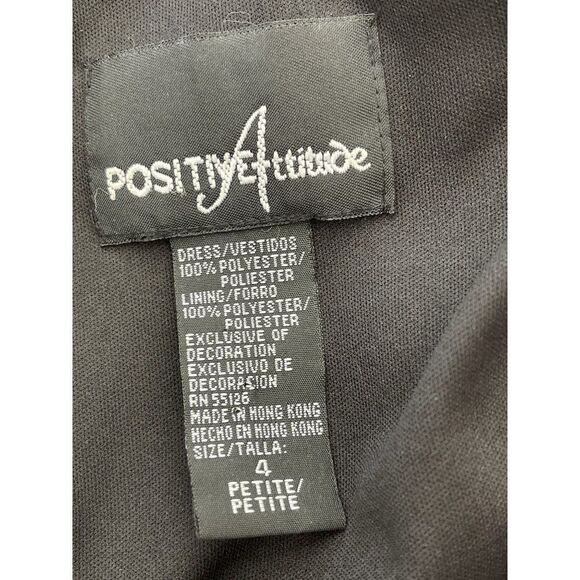 POSITIVE Attitude
DRESS/VESTIDOS
100% POLYESTER/
POLIESTER
LINING/FORRO
100% POLYESTER/
POLIESTER
EXCLUSIVE OF
DECORATION
EXCLUSIVO DE
DECORASION
RN 55126
MADE IN HONG KONG
HECHO EN HONG KONG
SIZE/TALLA:
4
PETITE/
PETITE